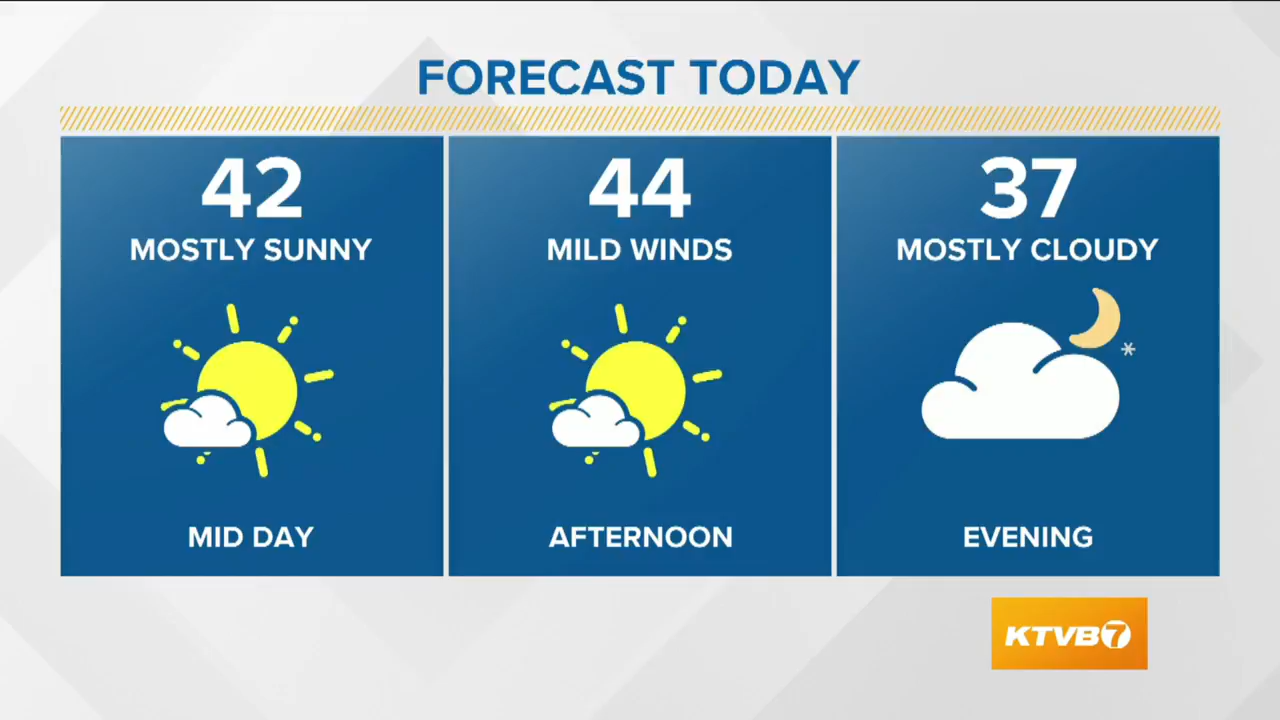 FORECAST TODAY
42
MOSTLY SUNNY
MID DAY
44
MILD WINDS
AFTERNOON
37
MOSTLY CLOUDY
EVENING
KTVB7